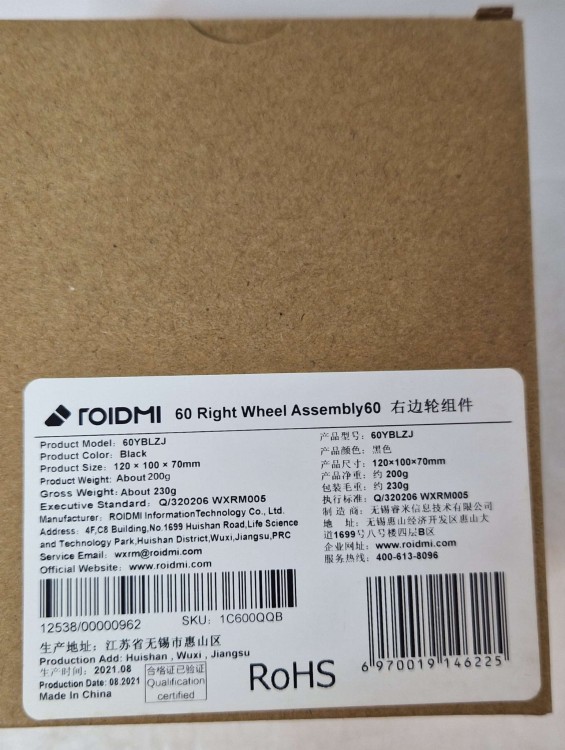 ROIDMI 60 Right Wheel Assembly60 右边轮组件
Product Model: 60YBLZJ
Product Color: Black
Product Size: 120 × 100 × 70mm
Product Weight: About 200g
Gross Weight: About 230g
Executive Standard: Q/320206 WXRM005
Manufacturer: ROIDMI InformationTechnology Co., Ltd.
Address: 4F,C8 Building,No.1699 Huishan Road,Life Science
and Technology Park,Huishan District,Wuxi,Jiangsu,PRC
Service Email: wxrm@roidmi.com
Official Website: www.roidmi.com
产品型号: 60YBLZJ
产品颜色: 黑色
产品尺寸: 120×100×70mm
产品净重: 约 200g
包装毛重: 约 230g
执行标准: Q/320206 WXRM005
制 造 商: 无锡睿米信息技术有限公司
地 址: 无锡惠山经济开发区惠山大
道1699号八号楼四层B区
企业网址: www.roidmi.com
服务热线: 400-613-8096
12538/00000962 SKU: 1C600QQB
生产地址: 江苏省无锡市惠山区
Production Add: Huishan , Wuxi , Jiangsu
生产时间: 2021.08
Production Date: 08.2021
Made In China
合格证已验证
Qualification
certified
RoHS
6 970019 146225